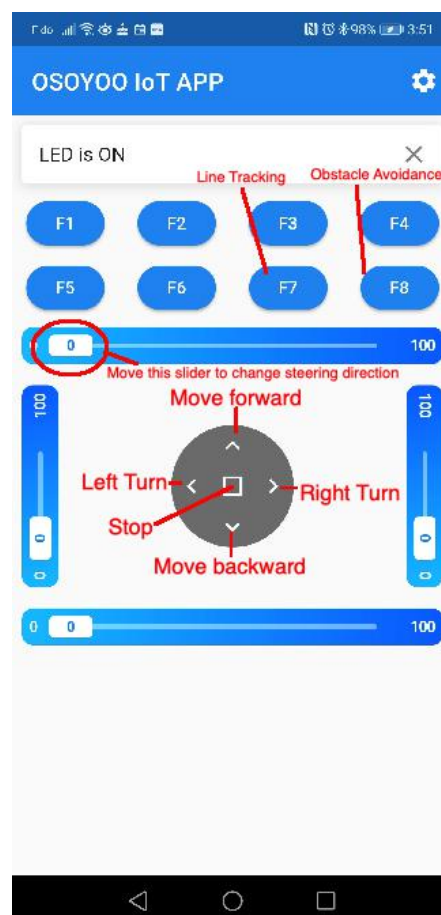 98% 3:51
OSOYOO IoT APP
LED is ON
Line Tracking Obstacle Avoidance
F1 F2 F3 F4
F5 F6 F7 F8
0 0 100
Move this slider to change steering direction
100 Move forward 100
Left Turn
Right Turn
Stop
0 0
0 Move backward 0
0 0 100